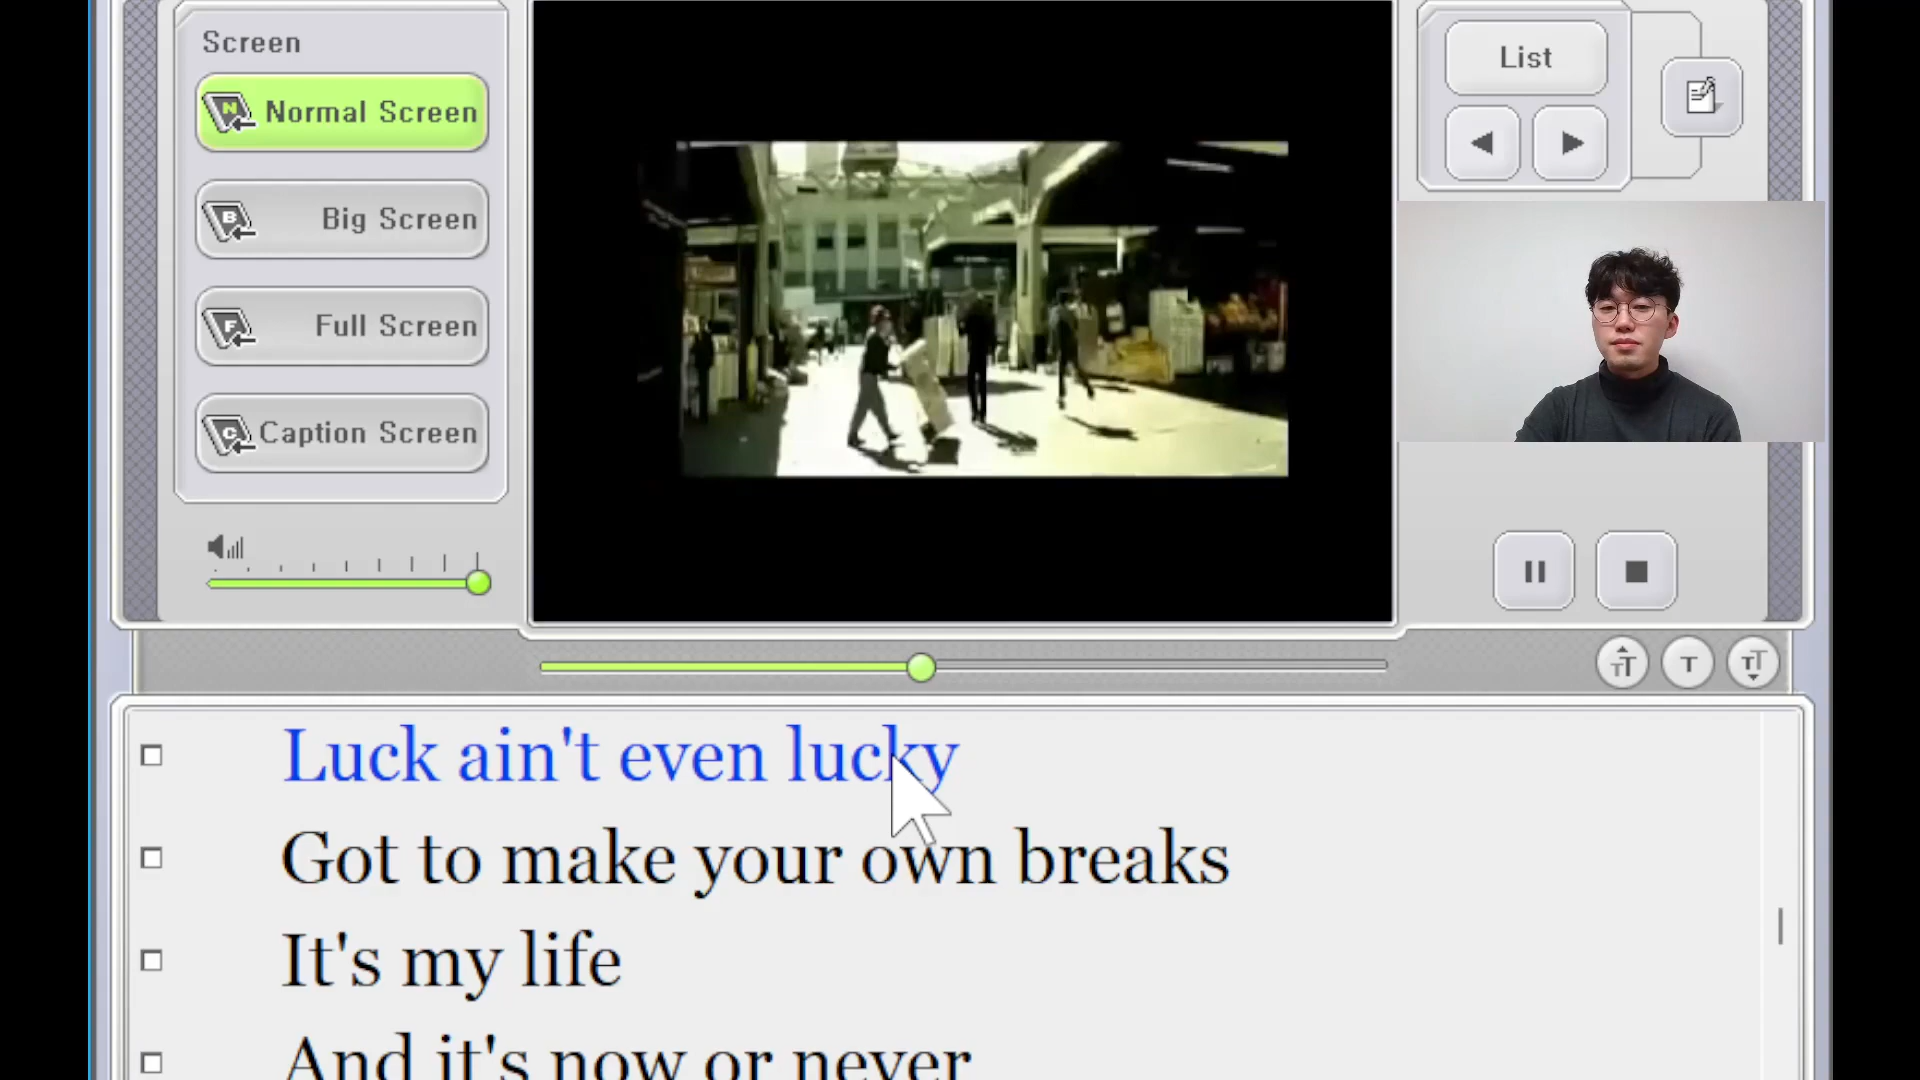 Screen
Normal Screen
Big Screen
Full Screen
Caption Screen
List
Luck ain't even lucky
Got to make your own breaks
It's my life
And it's now or never